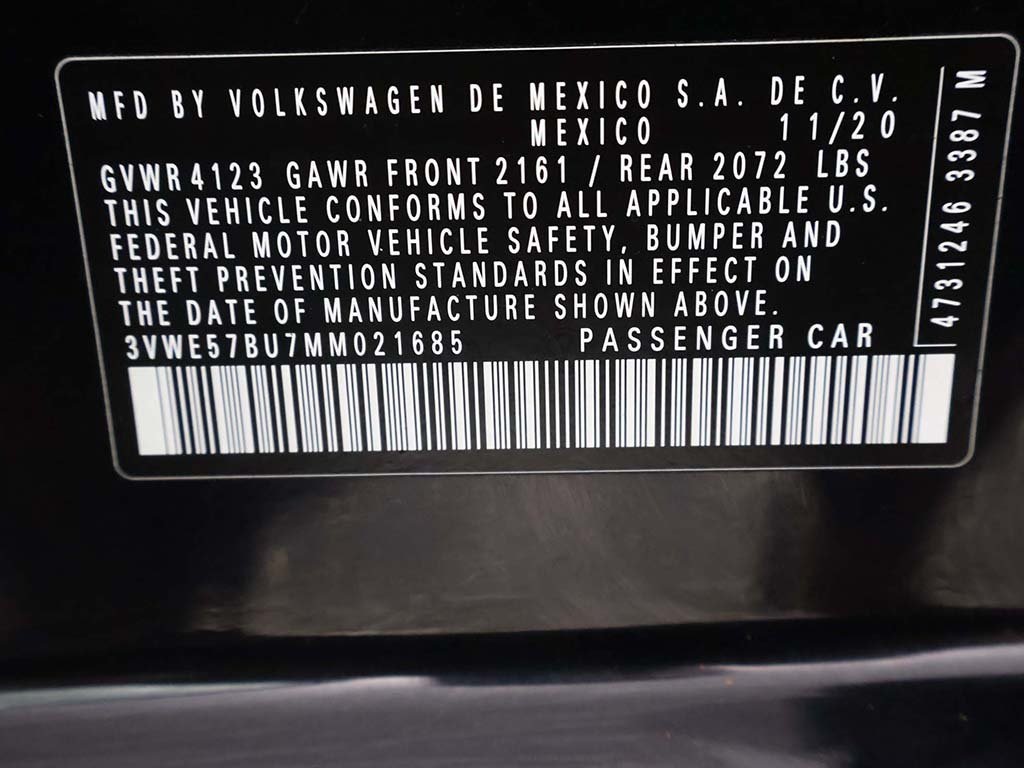 MFD BY VOLKSWAGEN DE MEXICO S.A. DE C.V.
MEXICO 11/20
GVWR 4123 GAWR FRONT 2161 / REAR 2072 LBS
THIS VEHICLE CONFORMS TO ALL APPLICABLE U.S.
FEDERAL MOTOR VEHICLE SAFETY, BUMPER AND
THEFT PREVENTION STANDARDS IN EFFECT ON
THE DATE OF MANUFACTURE SHOWN ABOVE.
3VWE57BU7MM021685 PASSENGER CAR
4731246 3387 M